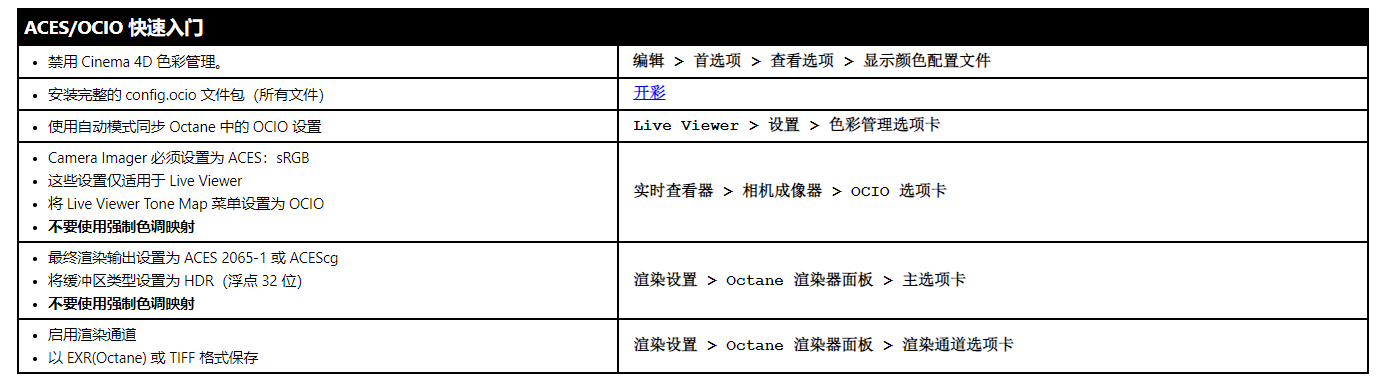 ACES/OCIO 快速入门
• 禁用 Cinema 4D 色彩管理。
编辑 > 首选项 > 查看选项 > 显示颜色配置文件
• 安装完整的 config.ocio 文件包（所有文件）
开彩
• 使用自动模式同步 Octane 中的 OCIO 设置
Live Viewer > 设置 > 色彩管理选项卡
• Camera Imager 必须设置为 ACES：sRGB
• 这些设置仅适用于 Live Viewer
• 将 Live Viewer Tone Map 菜单设置为 OCIO
• 不要使用强制色调映射
实时查看器 > 相机成像器 > OCIO 选项卡
• 最终渲染输出设置为 ACES 2065-1 或 ACEScg
• 将缓冲区类型设置为 HDR（浮点 32 位）
• 不要使用强制色调映射
渲染设置 > Octane 渲染器面板 > 主选项卡
• 启用渲染通道
• 以 EXR(Octane) 或 TIFF 格式保存
渲染设置 > Octane 渲染器面板 > 渲染通道选项卡